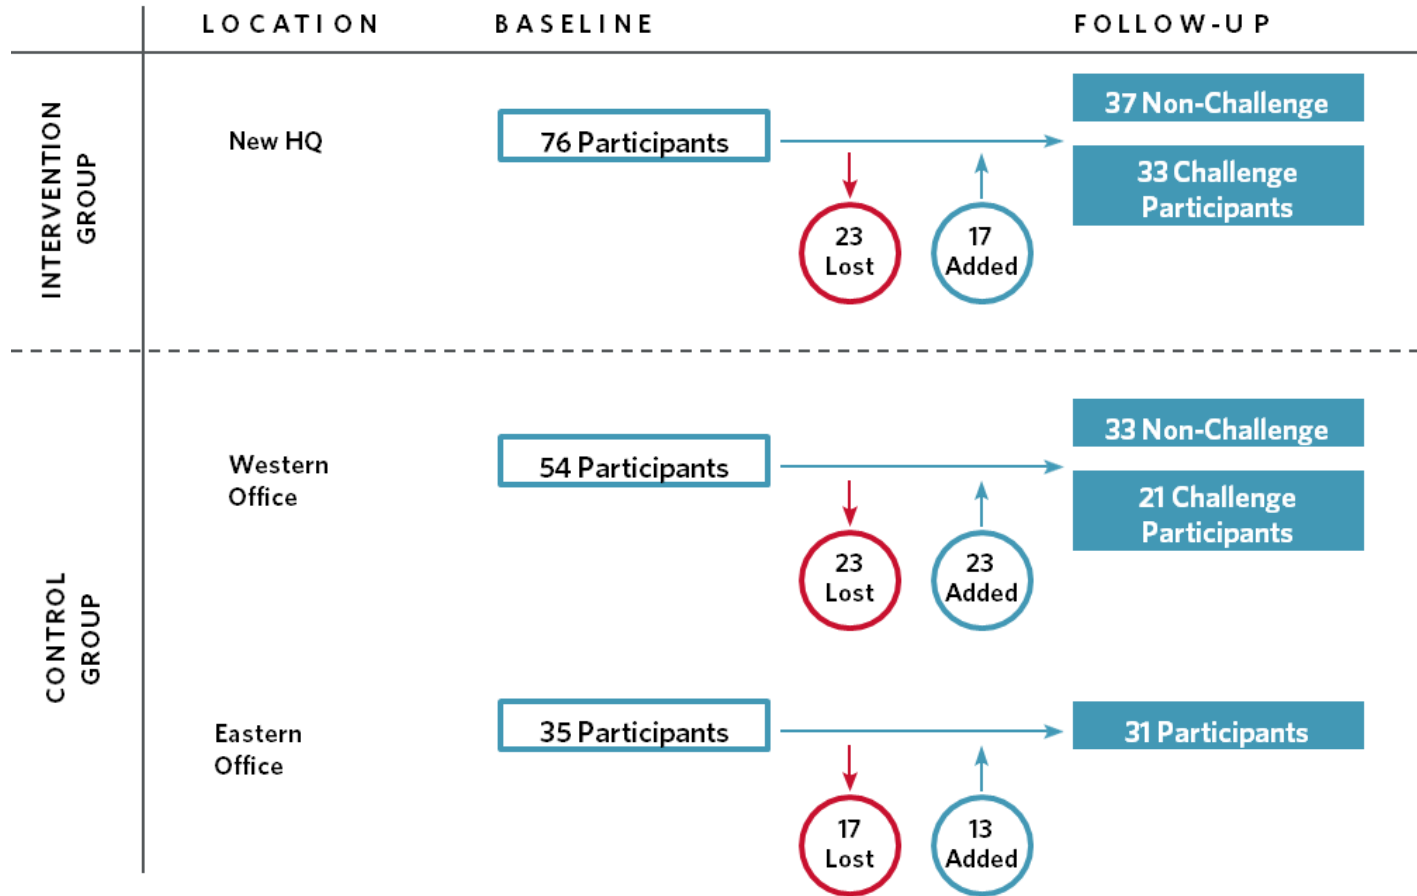 LOCATION BASELINE FOLLOW-UP
INTERVENTION
GROUP
New HQ
76 Participants
23
Lost
17
Added
37 Non-Challenge
33 Challenge
Participants
CONTROL
GROUP
Western
Office
54 Participants
23
Lost
23
Added
33 Non-Challenge
21 Challenge
Participants
Eastern
Office
35 Participants
17
Lost
13
Added
31 Participants